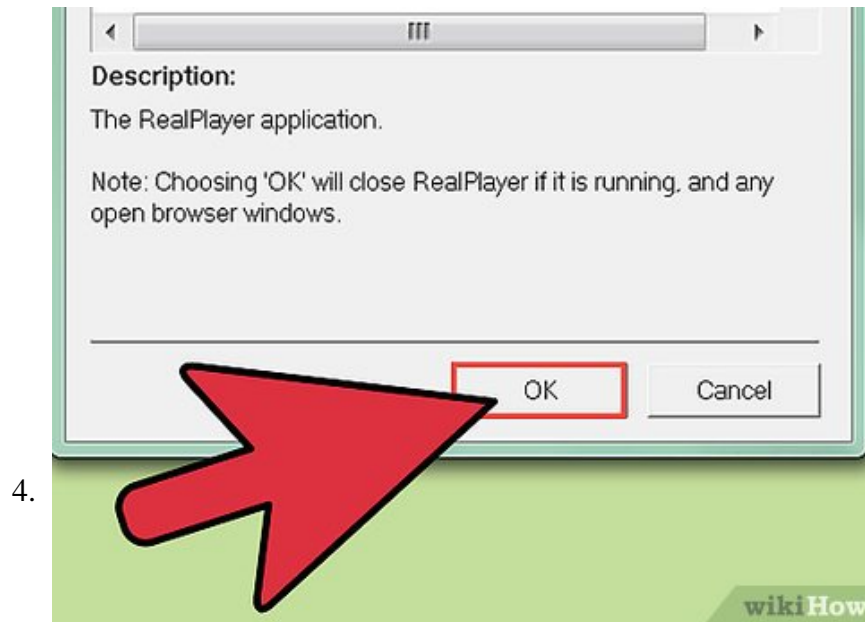 Description:
The RealPlayer application.
Note: Choosing 'OK' will close RealPlayer if it is running, and any
open browser windows.
OK
Cancel
4.
wikiHow